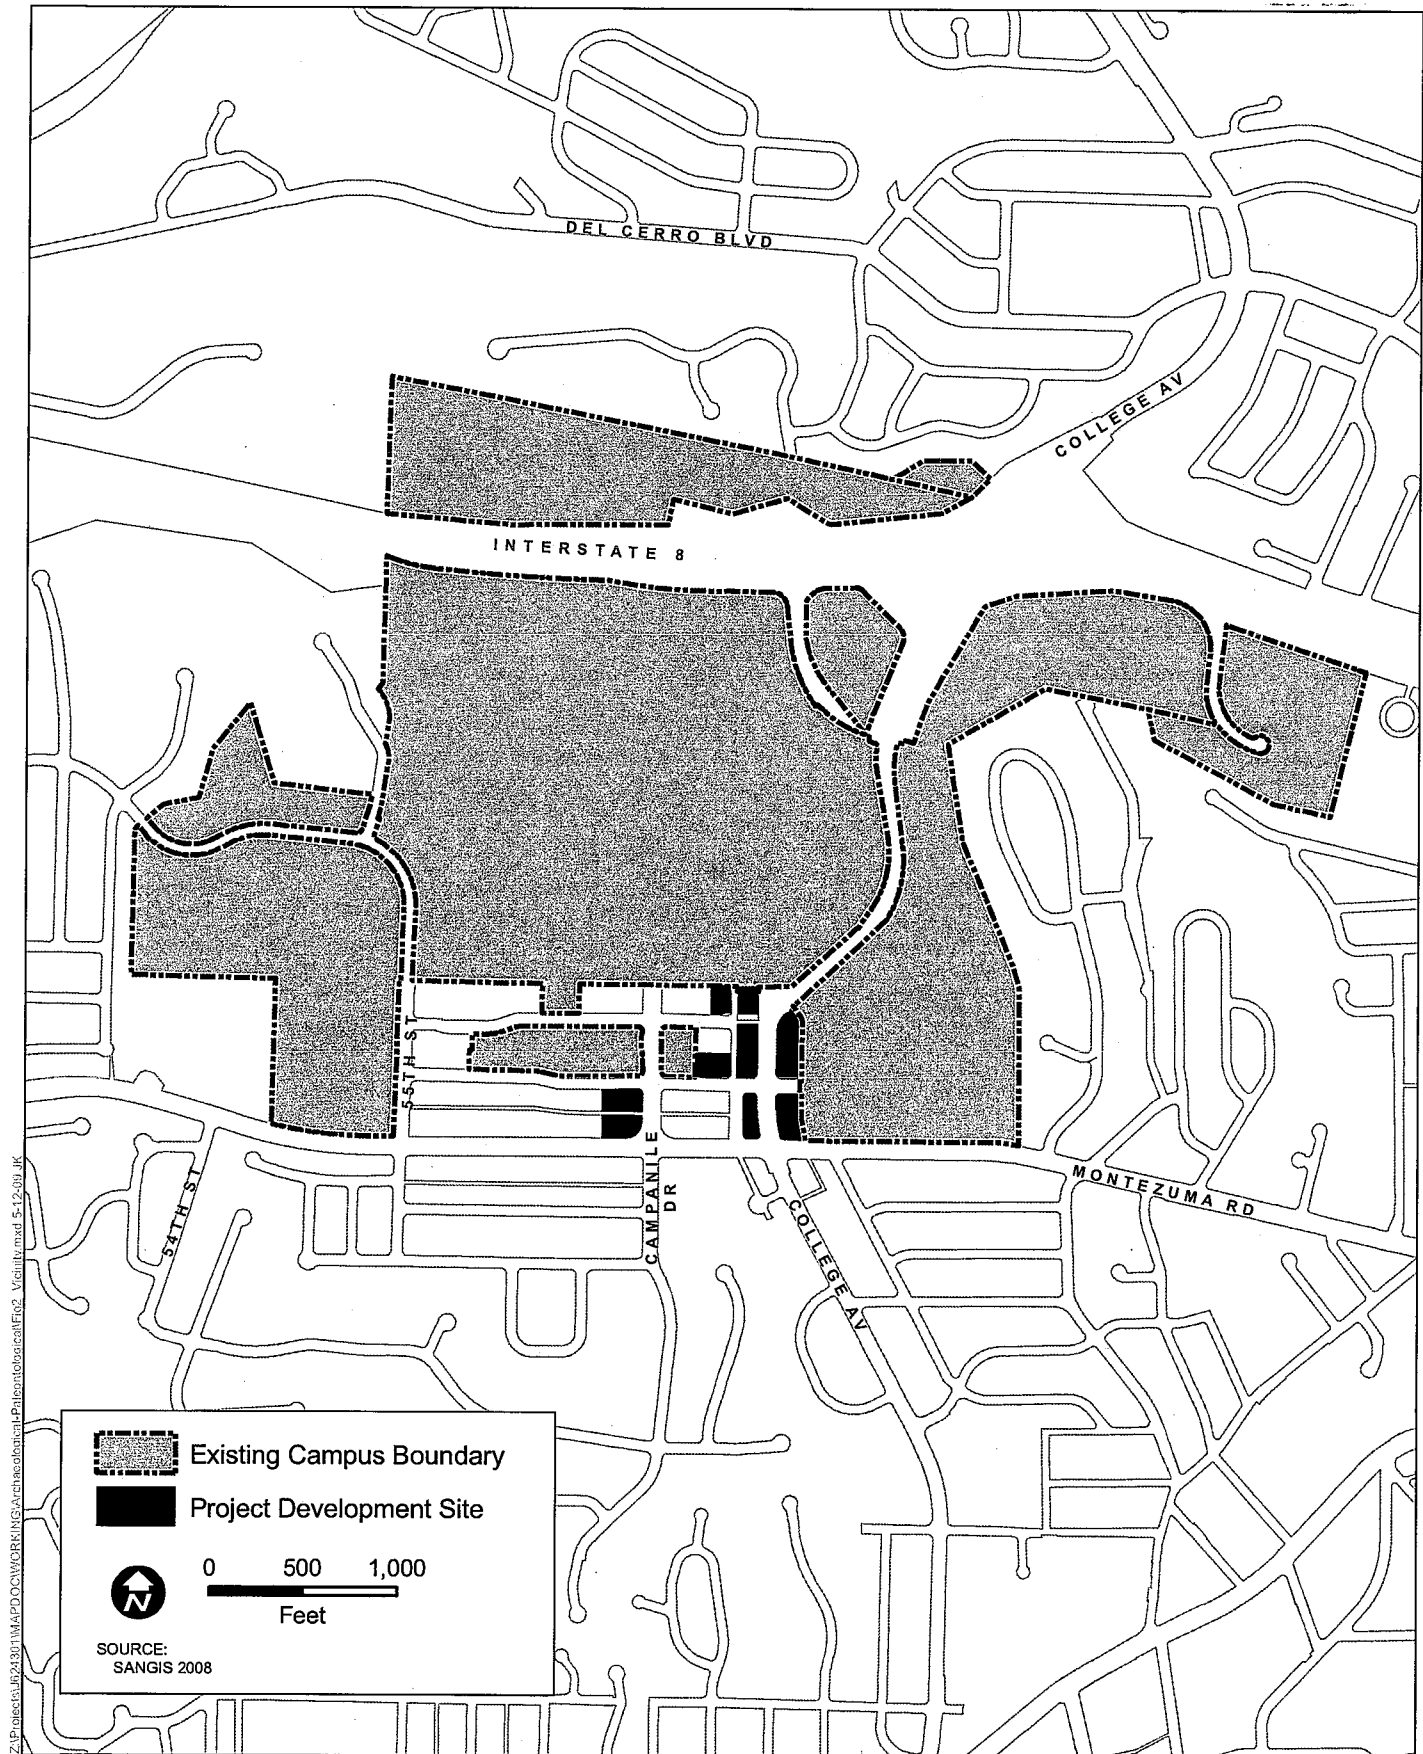 DEL CERRO BLVD
COLLEGE AV
INTERSTATE 8
55TH ST
CAMPANILE
DR
MONTEZUMA RD
54TH ST
COLLEGE AV
Existing Campus Boundary
Project Development Site
0 500 1,000
Feet
N
SOURCE:
SANGIS 2008